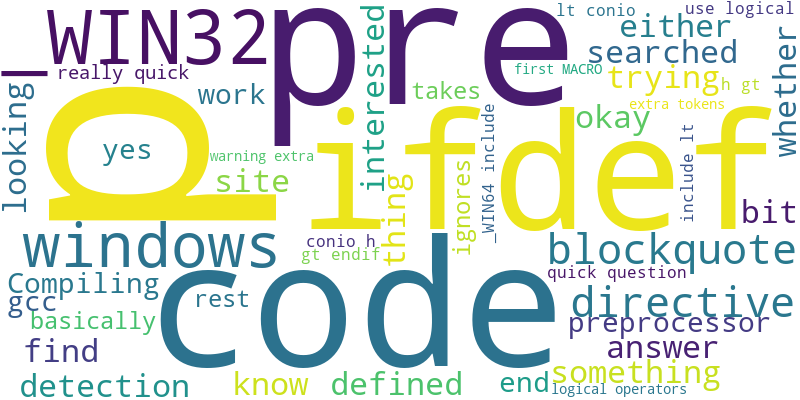 _WIN32
pre
lt conio
use logical
either
searched
really quick
first MACRO
trying
h gt
whether
looking
work
interested
takes
extra tokens
okay
p
yes
ifdef
warning extra
site
thing
ignores
_WIN64 include
include lt
bit
windows
conio h
gt endif
code
blockquote
quick question
Compiling
gcc
rest
directive
basically
preprocessor
find
answer
detection
know
defined
end
something
logical operators